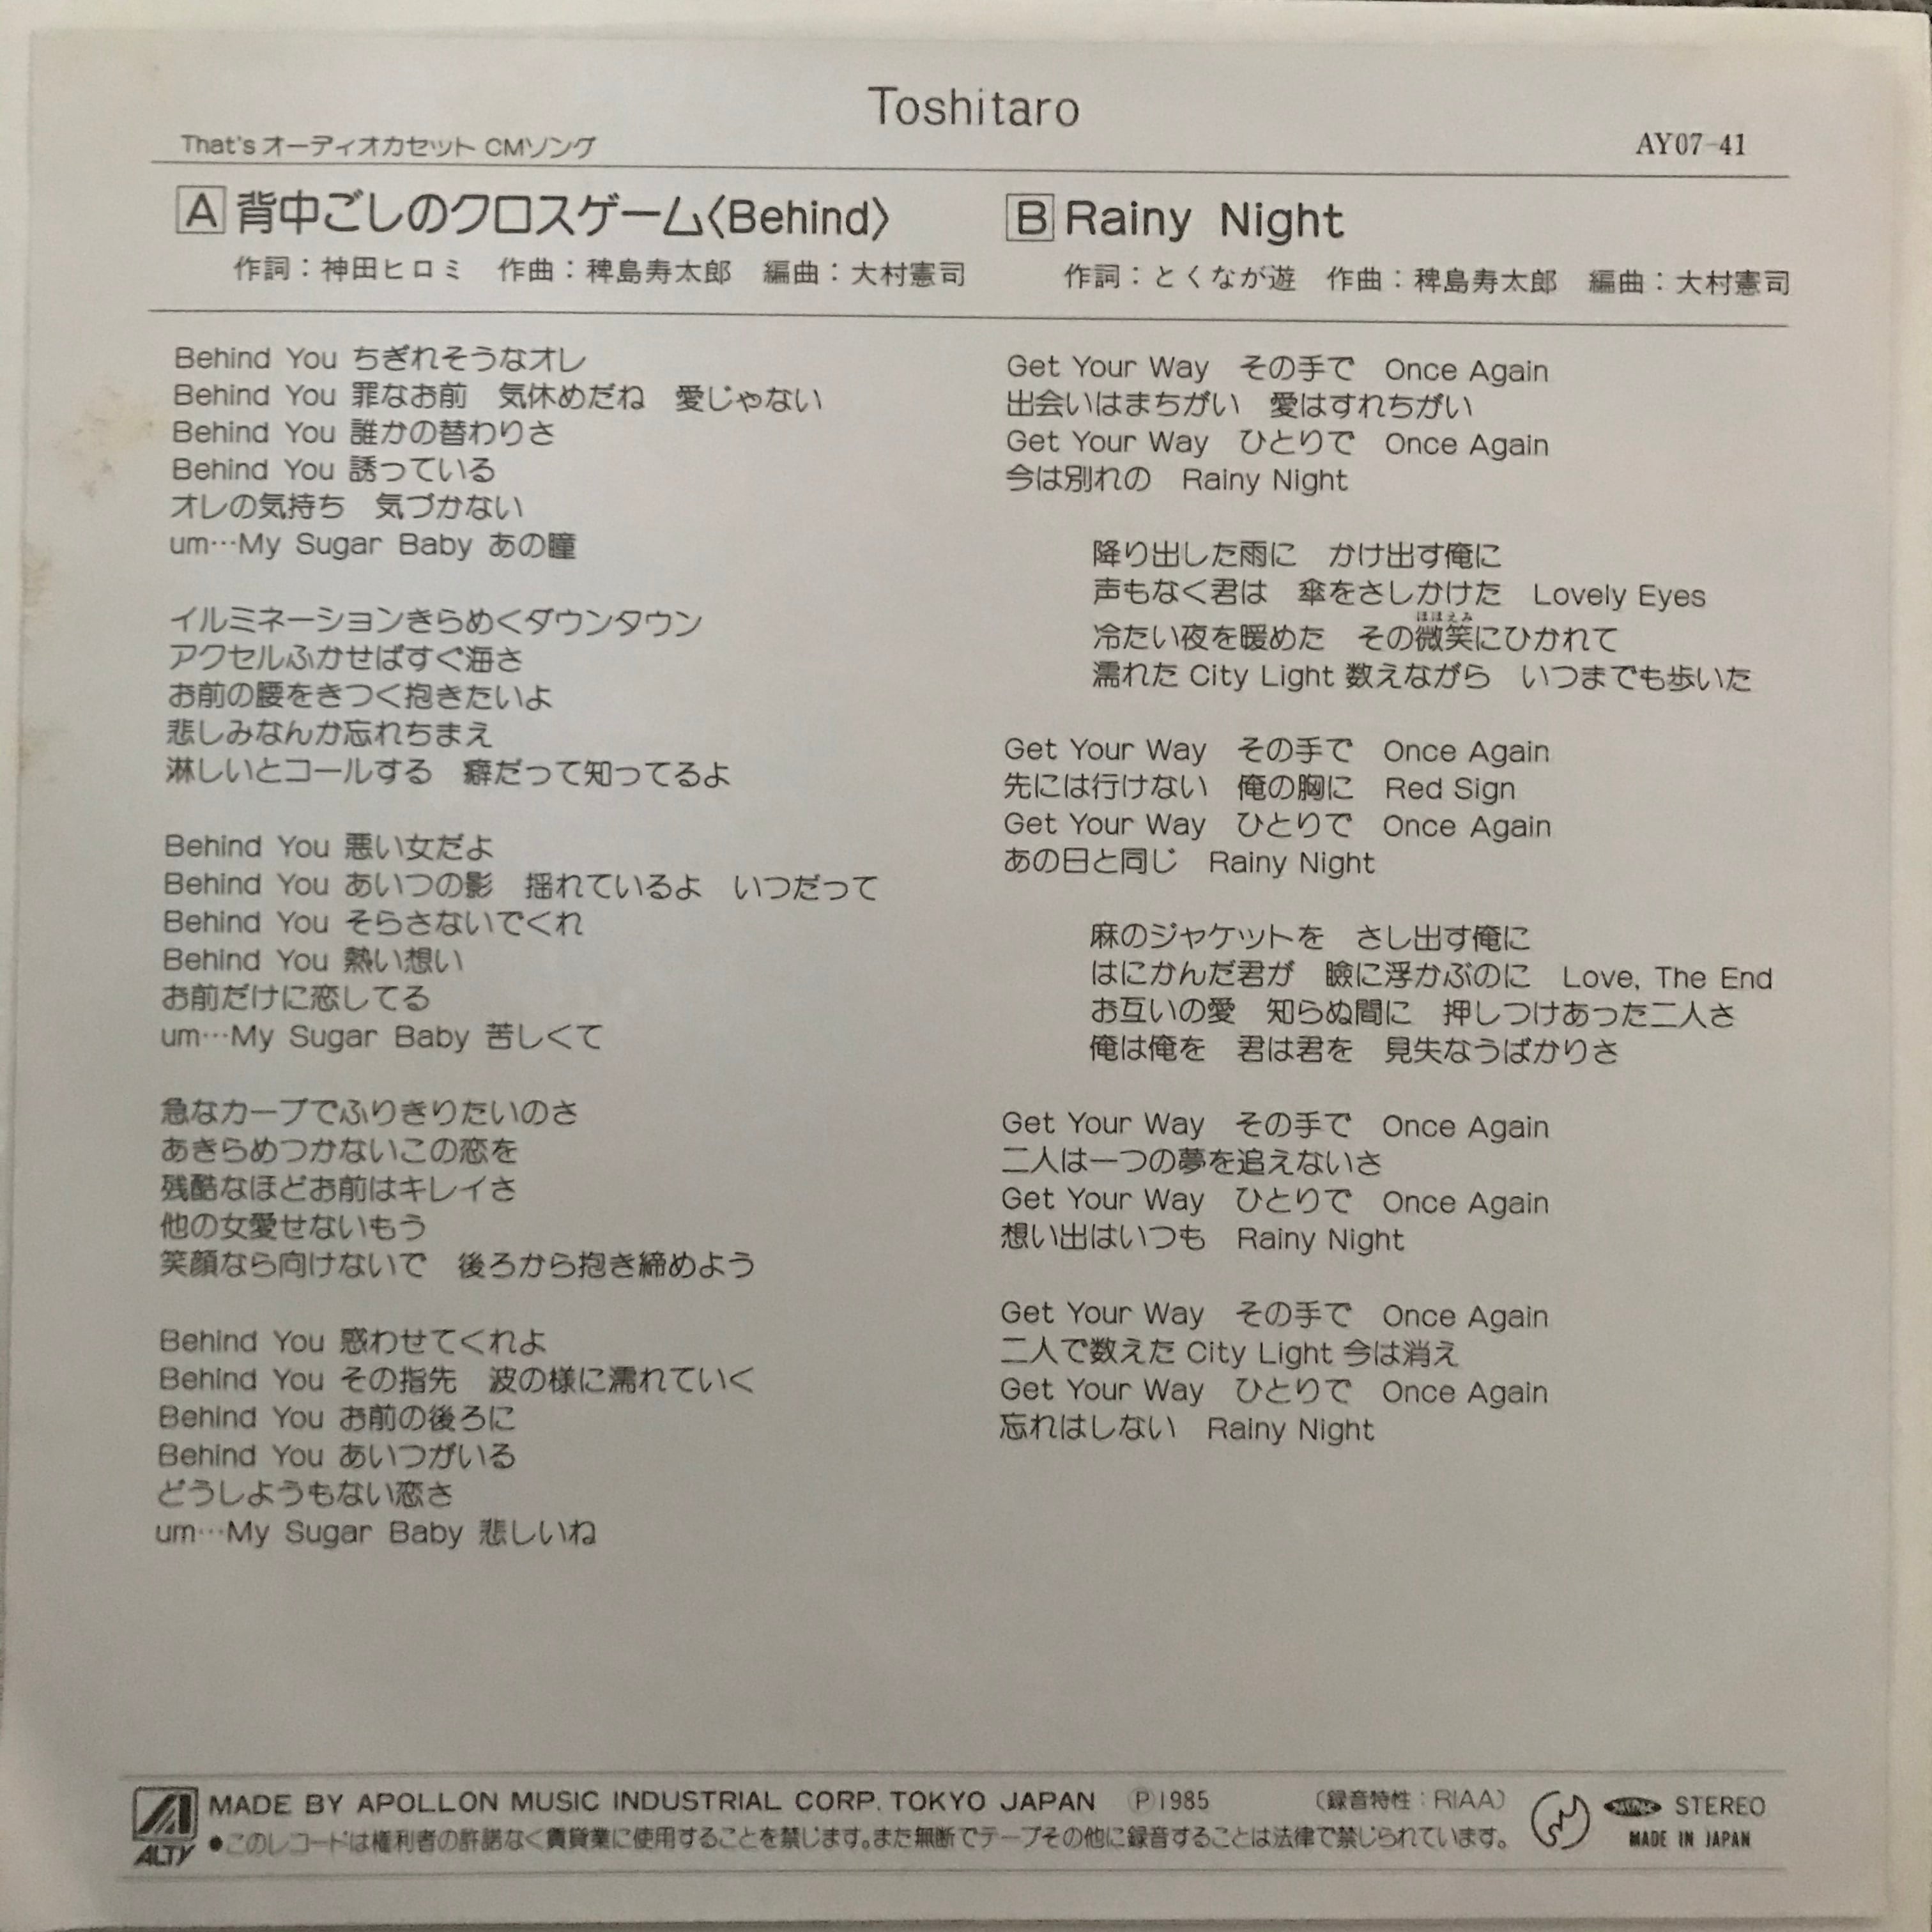 Toshitaro
That'sオーディオカセット CMソング
AY07-41
A 背中ごしのクロスゲーム〈Behind〉
作詞：神田ヒロミ　作曲：稗島寿太郎　編曲：大村憲司
Behind You ちぎれそうなオレ
Behind You 罪なお前　気休めだね　愛じゃない
Behind You 誰かの替わりさ
Behind You 誘っている
オレの気持ち　気づかない
um…My Sugar Baby あの瞳
イルミネーションきらめくダウンタウン
アクセルふかせばすぐ海さ
お前の腰をきつく抱きたいよ
悲しみなんか忘れちまえ
淋しいとコールする　癖だって知ってるよ
Behind You 悪い女だよ
Behind You あいつの影　揺れているよ　いつだって
Behind You そらさないでくれ
Behind You 熱い想い
お前だけに恋してる
um…My Sugar Baby 苦しくて
急なカーブでふりきりたいのさ
あきらめつかないこの恋を
残酷なほどお前はキレイさ
他の女愛せないもう
笑顔なら向けないで　後ろから抱き締めよう
Behind You 惑わせてくれよ
Behind You その指先　波の様に濡れていく
Behind You お前の後ろに
Behind You あいつがいる
どうしようもない恋さ
um…My Sugar Baby 悲しいね
B Rainy Night
作詞：とくなが遊　作曲：稗島寿太郎　編曲：大村憲司
Get Your Way　その手で　Once Again
出会いはまちがい　愛はすれちがい
Get Your Way　ひとりで　Once Again
今は別れの　Rainy Night
降り出した雨に　かけ出す俺に
声もなく君は　傘をさしかけた　Lovely Eyes
ほほえみ
冷たい夜を暖めた　その微笑にひかれて
濡れた City Light 数えながら　いつまでも歩いた
Get Your Way　その手で　Once Again
先には行けない　俺の胸に　Red Sign
Get Your Way　ひとりで　Once Again
あの日と同じ　Rainy Night
麻のジャケットを　さし出す俺に
はにかんだ君が　瞼に浮かぶのに　Love, The End
お互いの愛　知らぬ間に　押しつけあった二人さ
俺は俺を　君は君を　見失なうばかりさ
Get Your Way　その手で　Once Again
二人は一つの夢を追えないさ
Get Your Way　ひとりで　Once Again
想い出はいつも　Rainy Night
Get Your Way　その手で　Once Again
二人で数えた City Light 今は消え
Get Your Way　ひとりで　Once Again
忘れはしない　Rainy Night
ALTY
MADE BY APOLLON MUSIC INDUSTRIAL CORP. TOKYO JAPAN　Ⓟ1985　〔録音特性：RIAA〕
●このレコードは権利者の許諾なく賃貸業に使用することを禁じます。また無断でテープその他に録音することは法律で禁じられています。
STEREO
MADE IN JAPAN